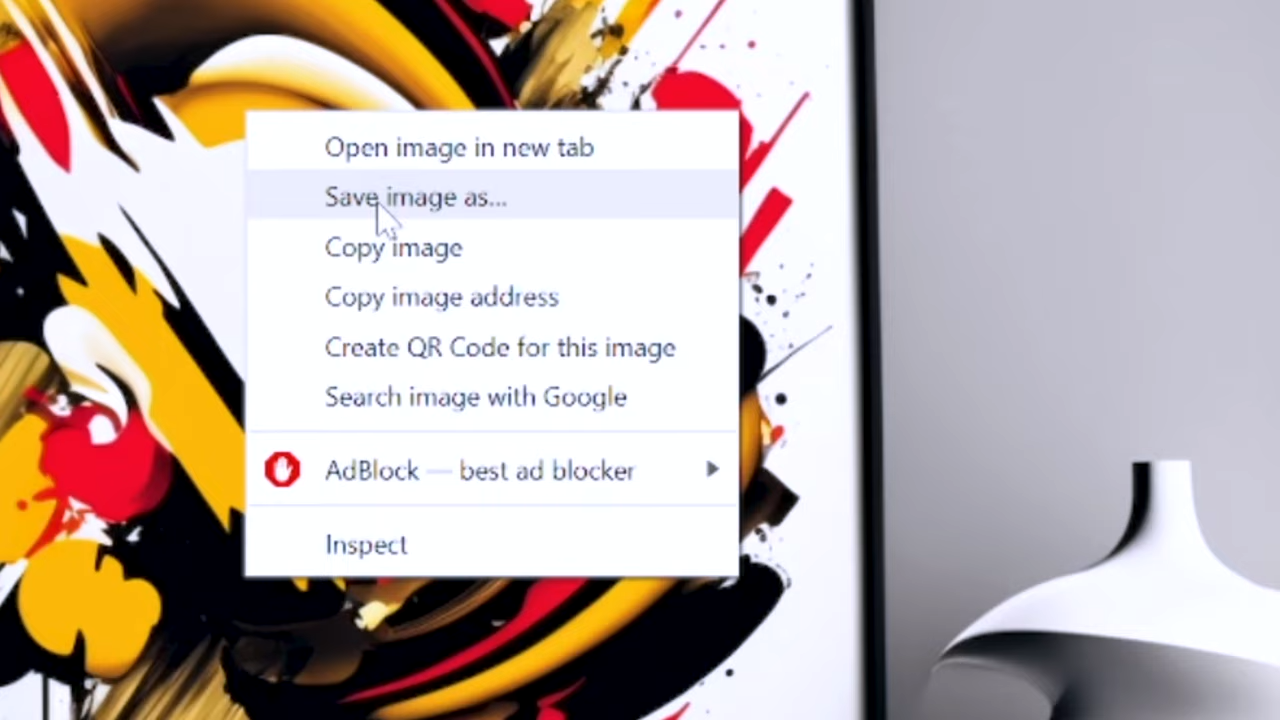 Open image in new tab
Save image as...
Copy image
Copy image address
Create QR Code for this image
Search image with Google
AdBlock — best ad blocker
Inspect